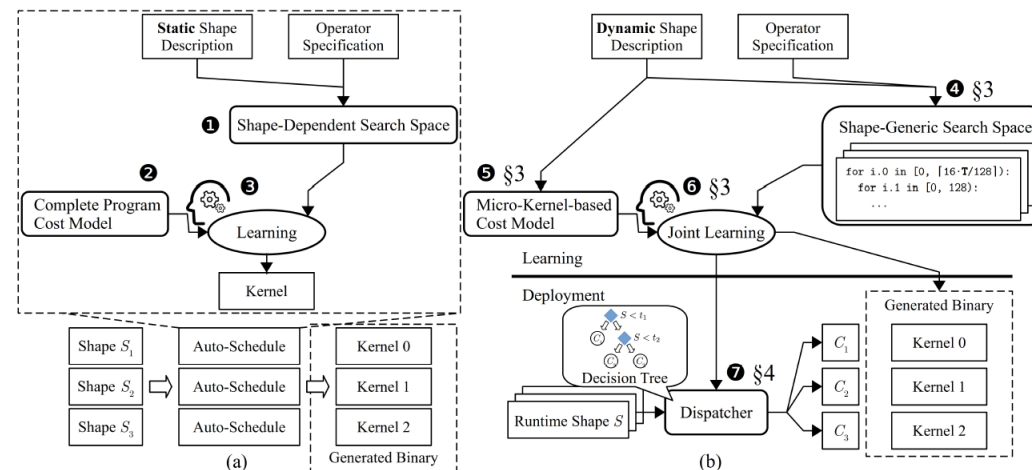 Static Shape
Description
Operator
Specification
❶
Shape-Dependent Search Space
❷
❸
Complete Program
Cost Model
Learning
Kernel
Shape S₁
Auto-Schedule
Kernel 0
Shape S₂
Auto-Schedule
Kernel 1
Shape S₃
Auto-Schedule
Kernel 2
(a)
Generated Binary
Dynamic Shape
Description
Operator
Specification
❹ §3
Shape-Generic Search Space
for i.0 in [0, ⌈16·T/128⌉):
for i.1 in [0, 128):
...
❺ §3
❻ §3
Micro-Kernel-based
Cost Model
Joint Learning
Learning
Deployment
S < t₁
S < t₂
Decision Tree
❼ §4
Runtime Shape S
Dispatcher
C₁
C₂
C₃
Generated Binary
Kernel 0
Kernel 1
Kernel 2
(b)